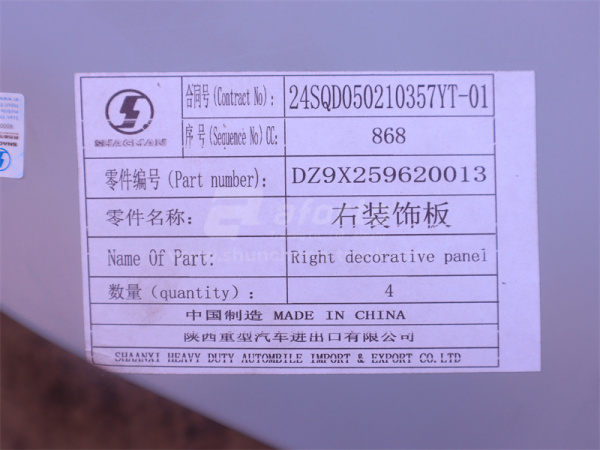 合同号(Contract No): 24SQD050210357YT-01
SHACMAN
序 号(Sequence No)CC: 868
零件编号(Part number): DZ9X259620013
零件名称: 右装饰板
Name Of Part: Right decorative panel
数量(quantity): 4
中国制造 MADE IN CHINA
陕西重型汽车进出口有限公司
SHAANXI HEAVY DUTY AUTOMBILE IMPORT & EXPORT CO.LTD